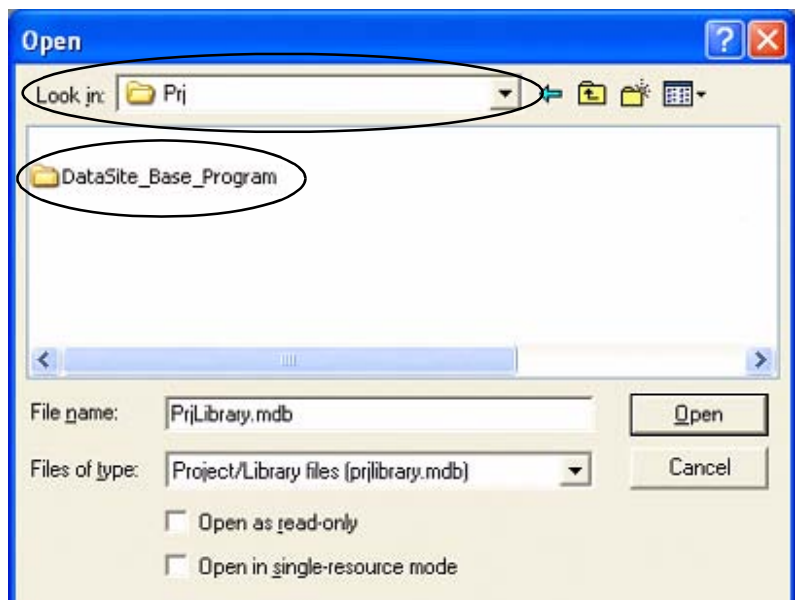 Open
Look in: Prj
DataSite_Base_Program
File name: PrjLibrary.mdb Open
Files of type: Project/Library files (prjlibrary.mdb) Cancel
Open as read-only
Open in single-resource mode